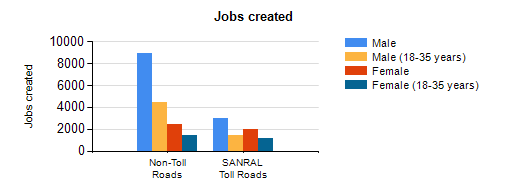 Jobs created
Jobs created
10000
8000
6000
4000
2000
0
Non-Toll
Roads
SANRAL
Toll Roads
Male
Male (18-35 years)
Female
Female (18-35 years)